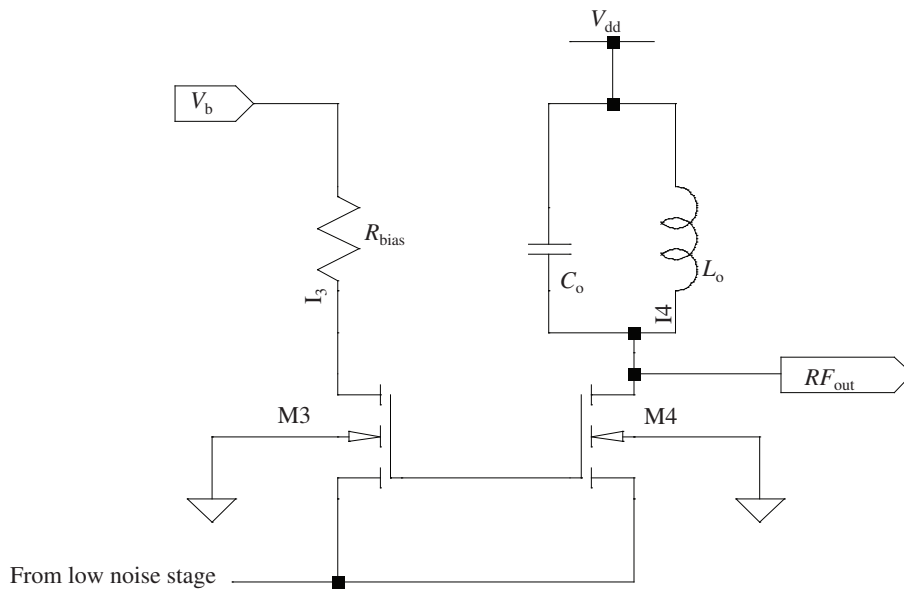 V_dd
V_b
R_bias
I_3
C_o
L_o
I4
RF_out
M3
M4
From low noise stage